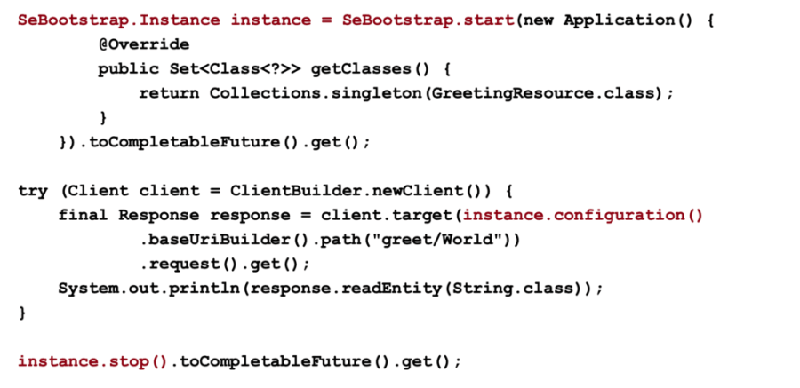 SeBootstrap.Instance instance = SeBootstrap.start(new Application() {
@Override
public Set<Class<?>> getClasses() {
return Collections.singleton(GreetingResource.class);
}
}).toCompletableFuture().get();
try (Client client = ClientBuilder.newClient()) {
final Response response = client.target(instance.configuration()
.baseUriBuilder().path("greet/World"))
.request().get();
System.out.println(response.readEntity(String.class));
}
instance.stop().toCompletableFuture().get();